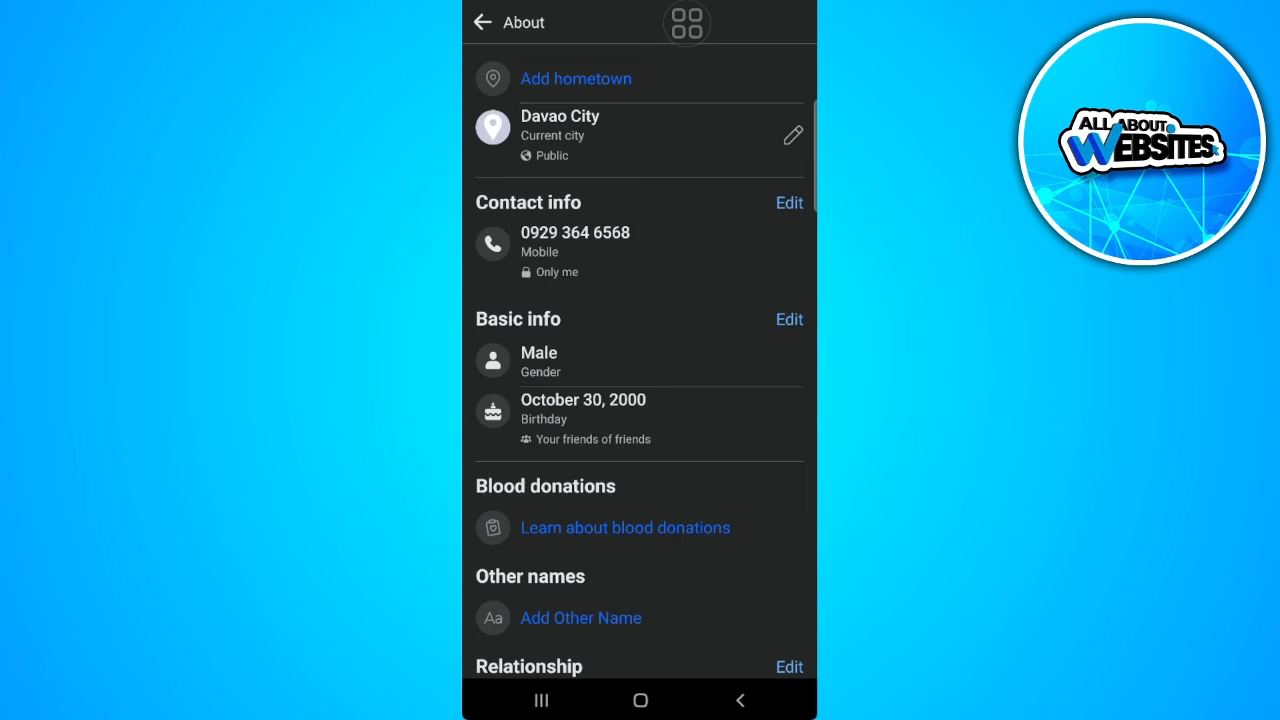 About
Add hometown
Davao City
Current city
Public
Contact info
Edit
0929 364 6568
Mobile
Only me
Basic info
Edit
Male
Gender
October 30, 2000
Birthday
Your friends of friends
Blood donations
Learn about blood donations
Other names
Aa
Add Other Name
Relationship
Edit
ALL ABOUT
WEBSITES